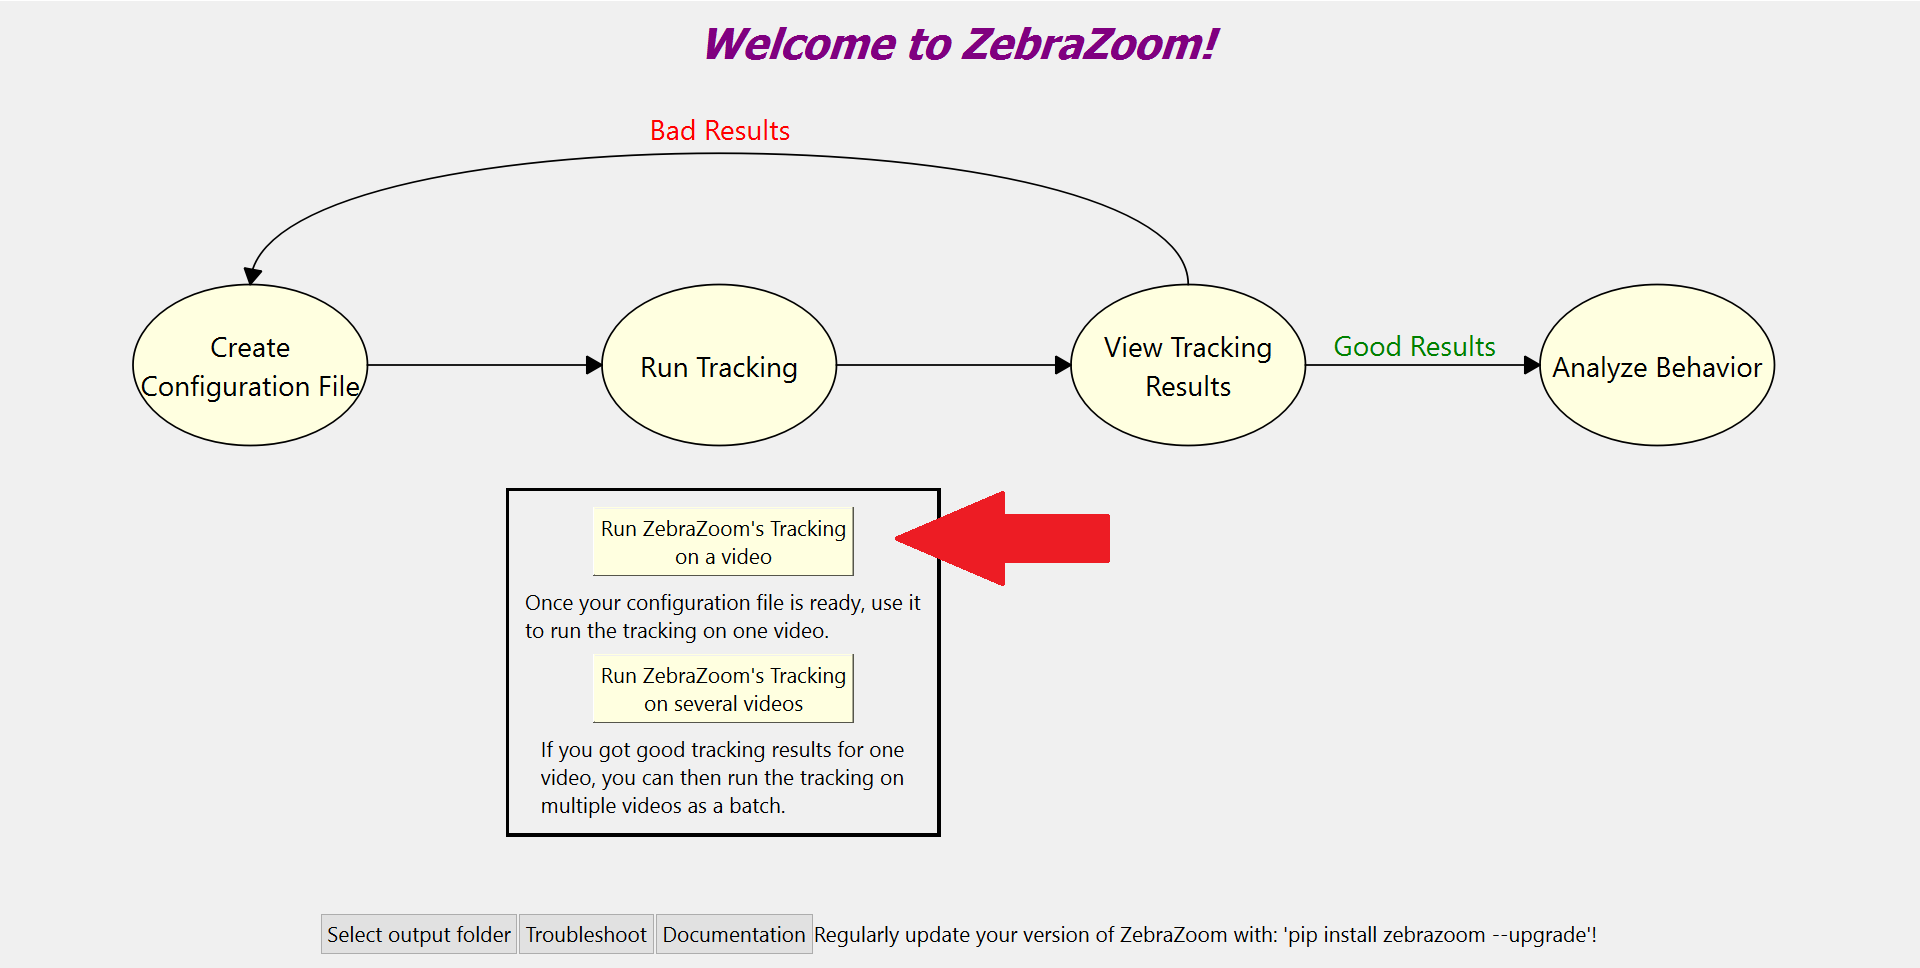 Welcome to ZebraZoom!
Bad Results
Create
Configuration File
Run Tracking
View Tracking
Results
Good Results
Analyze Behavior
Run ZebraZoom's Tracking
on a video
Once your configuration file is ready, use it
to run the tracking on one video.
Run ZebraZoom's Tracking
on several videos
If you got good tracking results for one
video, you can then run the tracking on
multiple videos as a batch.
Select output folder
Troubleshoot
Documentation
Regularly update your version of ZebraZoom with: 'pip install zebrazoom --upgrade'!